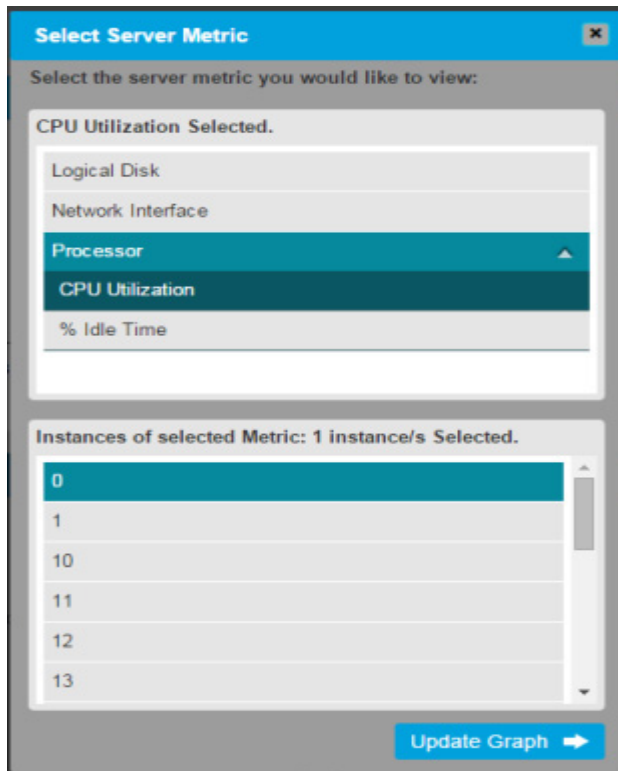 Select Server Metric
Select the server metric you would like to view:
CPU Utilization Selected.
Logical Disk
Network Interface
Processor
CPU Utilization
% Idle Time
Instances of selected Metric: 1 instance/s Selected.
0
1
10
11
12
13
Update Graph